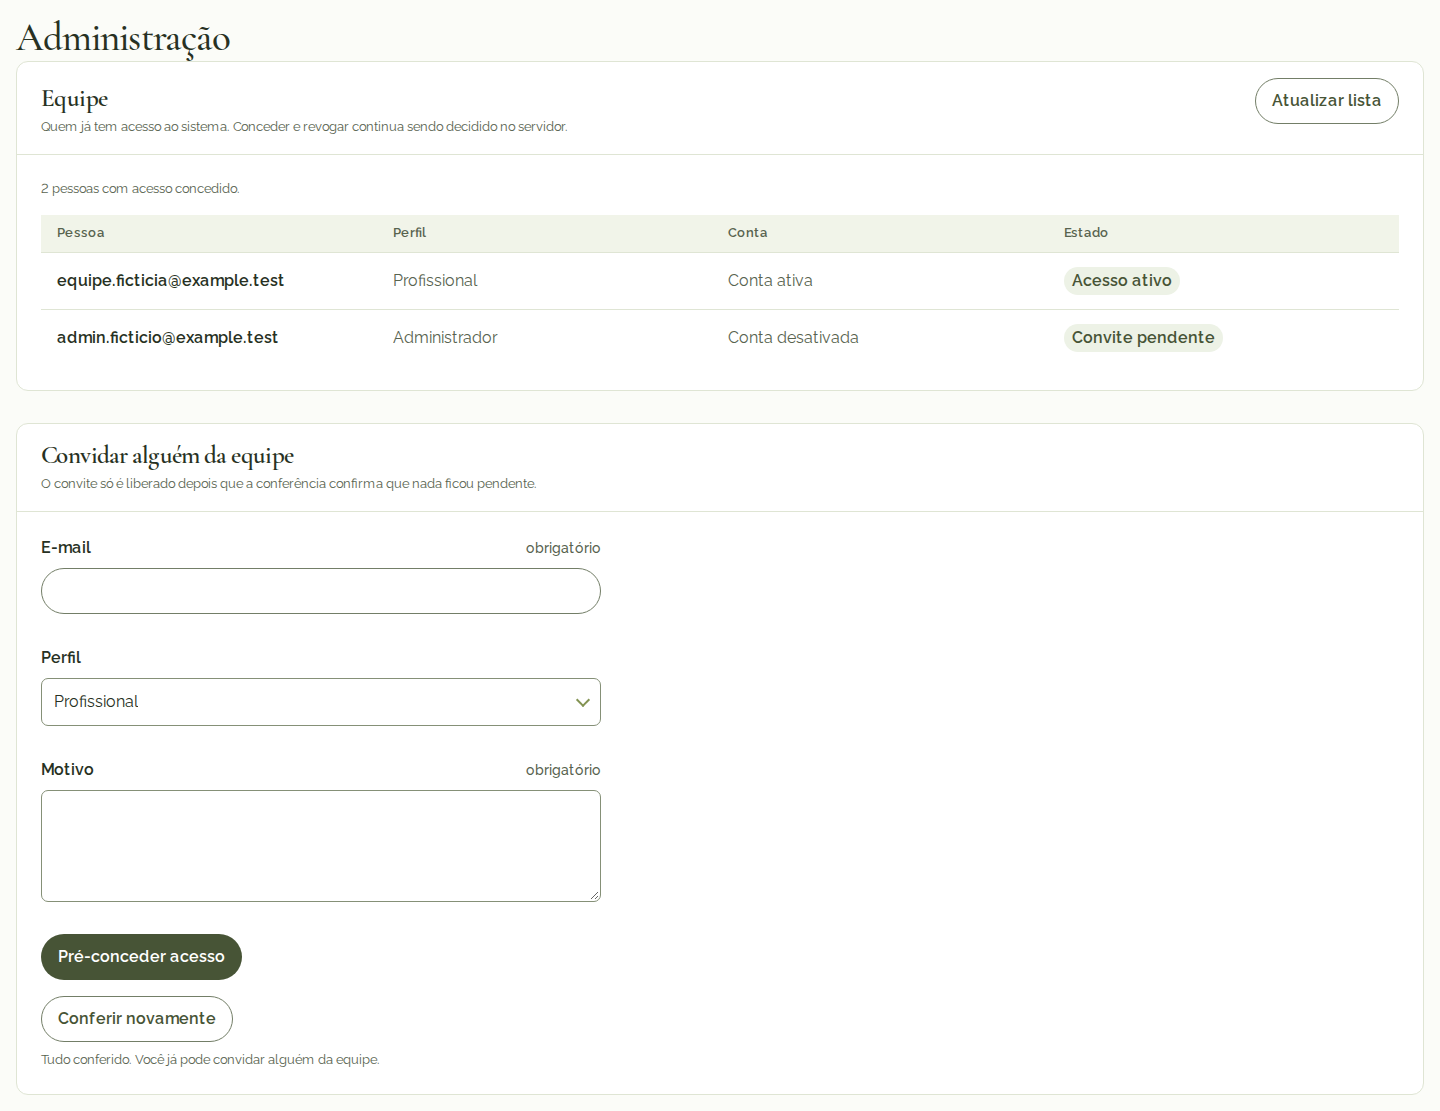 Administração
Equipe
Atualizar lista
Quem já tem acesso ao sistema. Conceder e revogar continua sendo decidido no servidor.
2 pessoas com acesso concedido.
Pessoa Perfil Conta Estado
equipe.ficticia@example.test Profissional Conta ativa Acesso ativo
admin.ficticio@example.test Administrador Conta desativada Convite pendente
Convidar alguém da equipe
O convite só é liberado depois que a conferência confirma que nada ficou pendente.
E-mail obrigatório
Perfil
Profissional
Motivo obrigatório
Pré-conceder acesso
Conferir novamente
Tudo conferido. Você já pode convidar alguém da equipe.